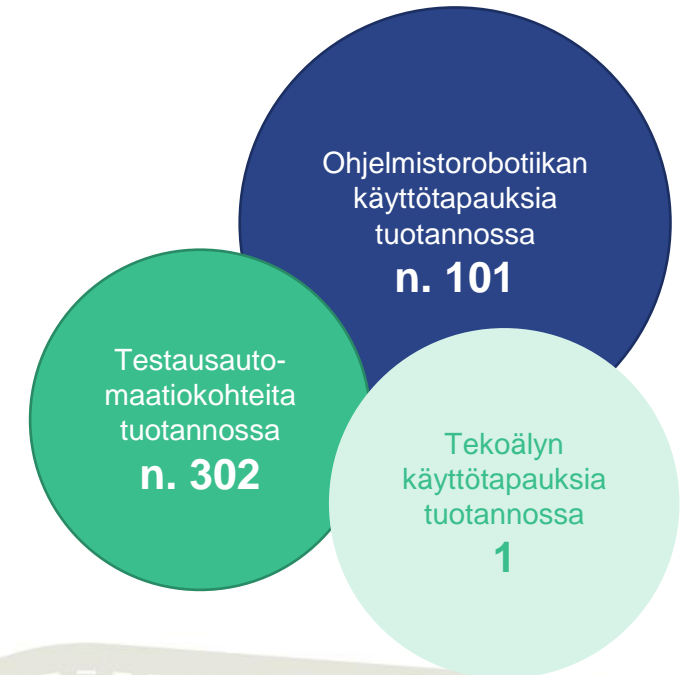 Ohjelmistorobotiikan
käyttötapauksia
tuotannossa
n. 101
Testausauto-
maatiokohteita
tuotannossa
n. 302
Tekoälyn
käyttötapauksia
tuotannossa
1